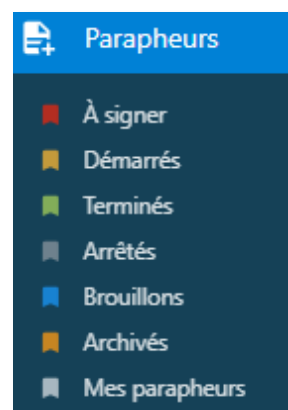 Parapheurs
À signer
Démarrés
Terminés
Arrêtés
Brouillons
Archivés
Mes parapheurs